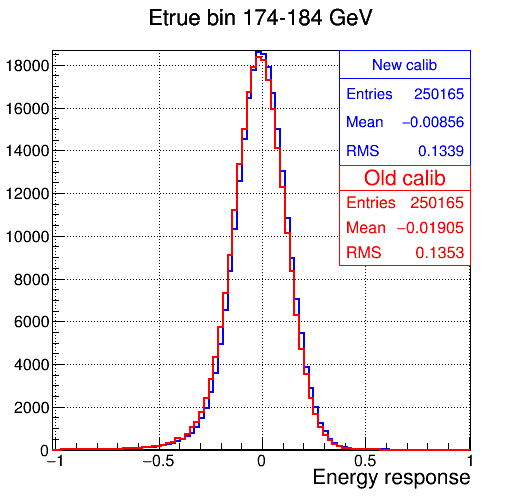 Etrue bin 174-184 GeV
New calib
Entries 250165
Mean −0.00856
RMS 0.1339
Old calib
Entries 250165
Mean −0.01905
RMS 0.1353
18000
16000
14000
12000
10000
8000
6000
4000
2000
0
−1 −0.5 0 0.5 1
Energy response